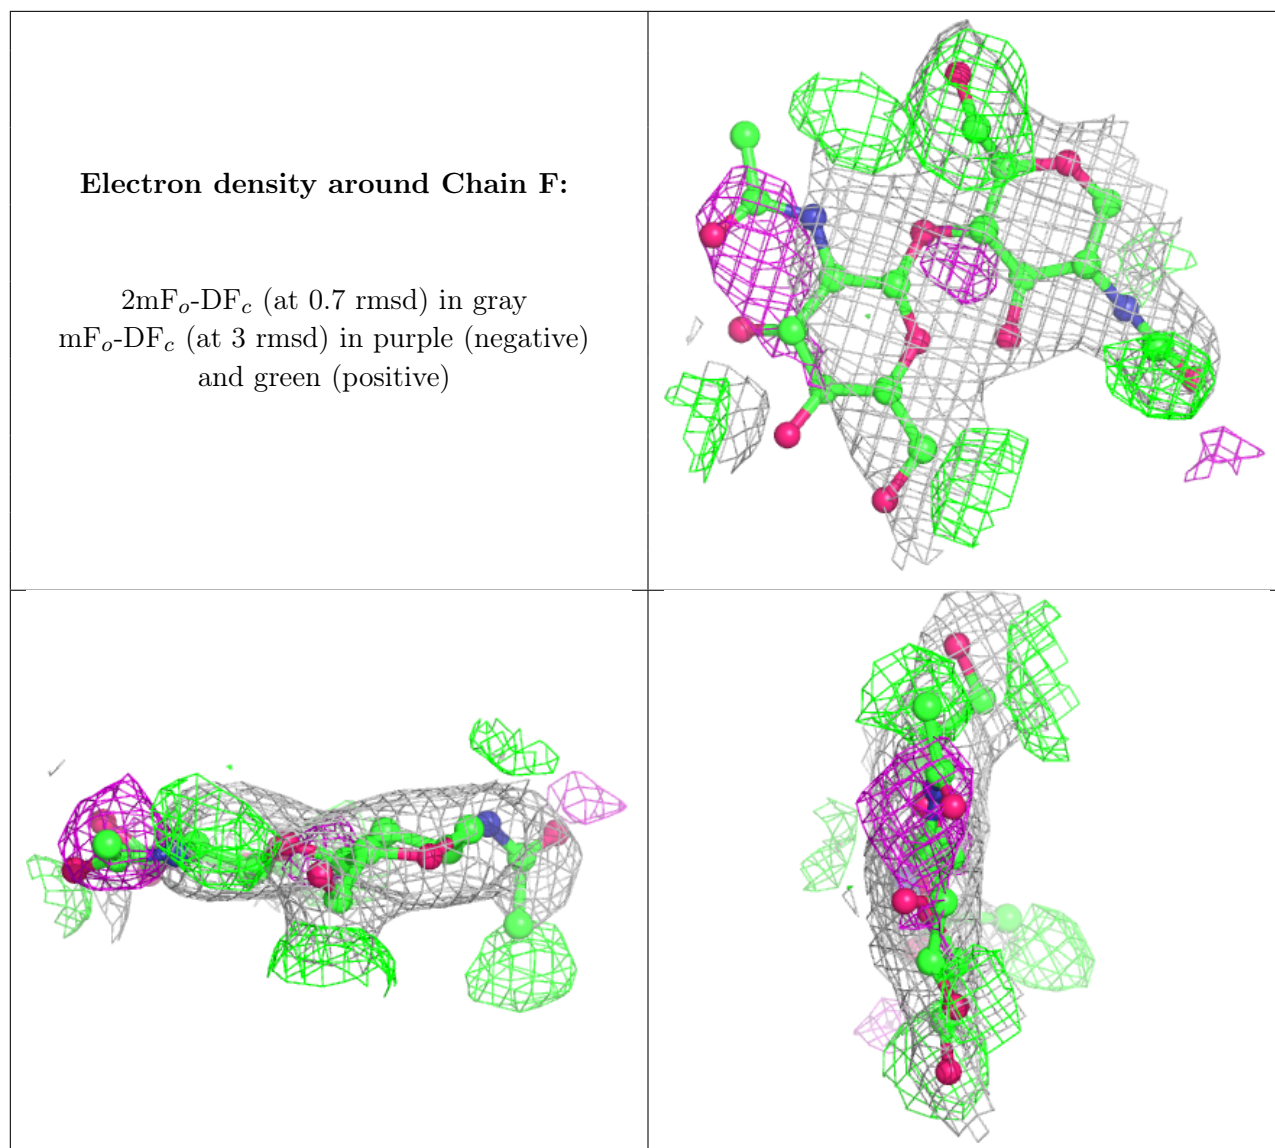 Electron density around Chain F:
2mFo-DFc (at 0.7 rmsd) in gray
mFo-DFc (at 3 rmsd) in purple (negative)
and green (positive)